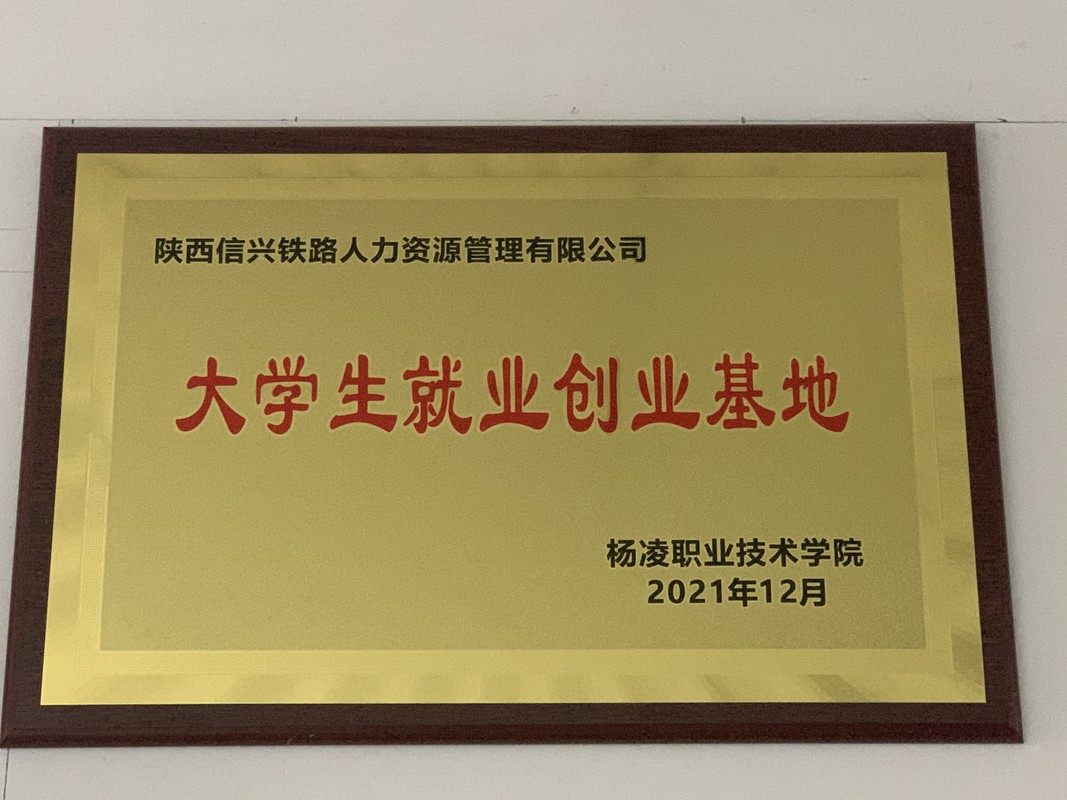 陕西信兴铁路人力资源管理有限公司
大学生就业创业基地
杨凌职业技术学院
2021年12月